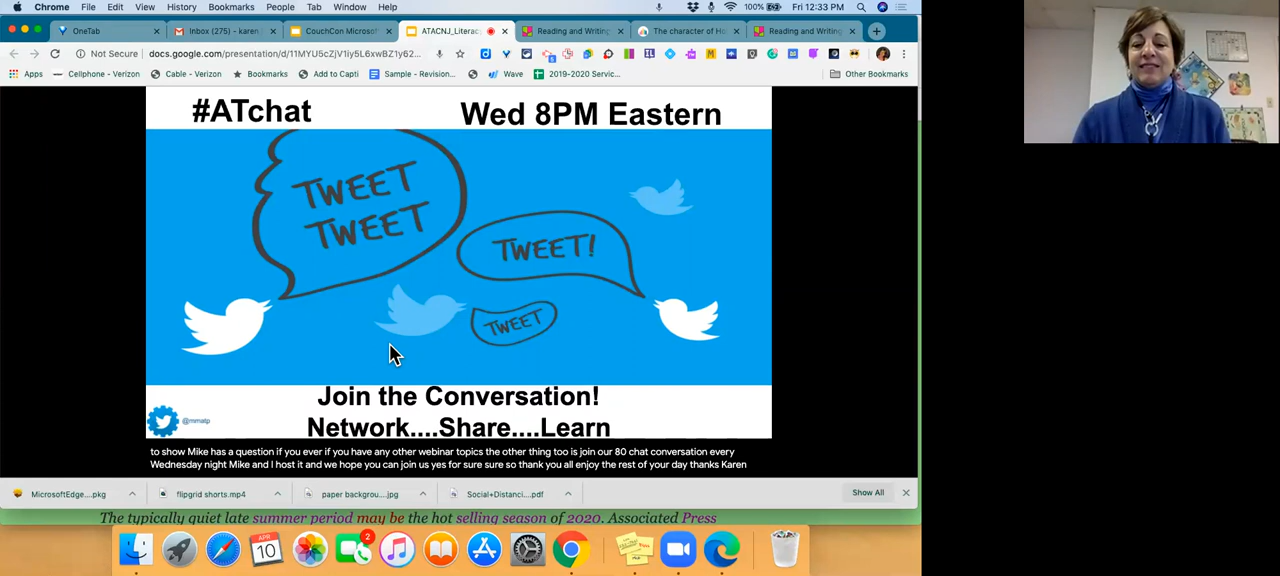 Chrome File Edit View History Bookmarks People Tab Window Help 100% Fri 12:33 PM
OneTab Inbox (275) - karen CouchCon Microsof ATACNJ_Literac Reading and Writing The character of Ho Reading and Writing
Not Secure docs.google.com/presentation/d/11MYU5cZjV1iy5L6xwBZ1y62...
Apps Cellphone - Verizon Cable - Verizon Bookmarks Add to Capti Sample - Revision... Wave 2019-2020 Servic... Other Bookmarks
#ATchat Wed 8PM Eastern
TWEET
TWEET
TWEET!
TWEET
Join the Conversation!
Network....Share....Learn
to show Mike has a question if you ever if you have any other webinar topics the other thing too is join our 80 chat conversation every
Wednesday night Mike and I host it and we hope you can join us yes for sure sure so thank you all enjoy the rest of your day thanks Karen
MicrosoftEdge....pkg flipgrid shorts.mp4 paper backgrou....jpg Social+Distanci....pdf Show All
The typically quiet late summer period may be the hot selling season of 2020. Associated Press
APR
10
2